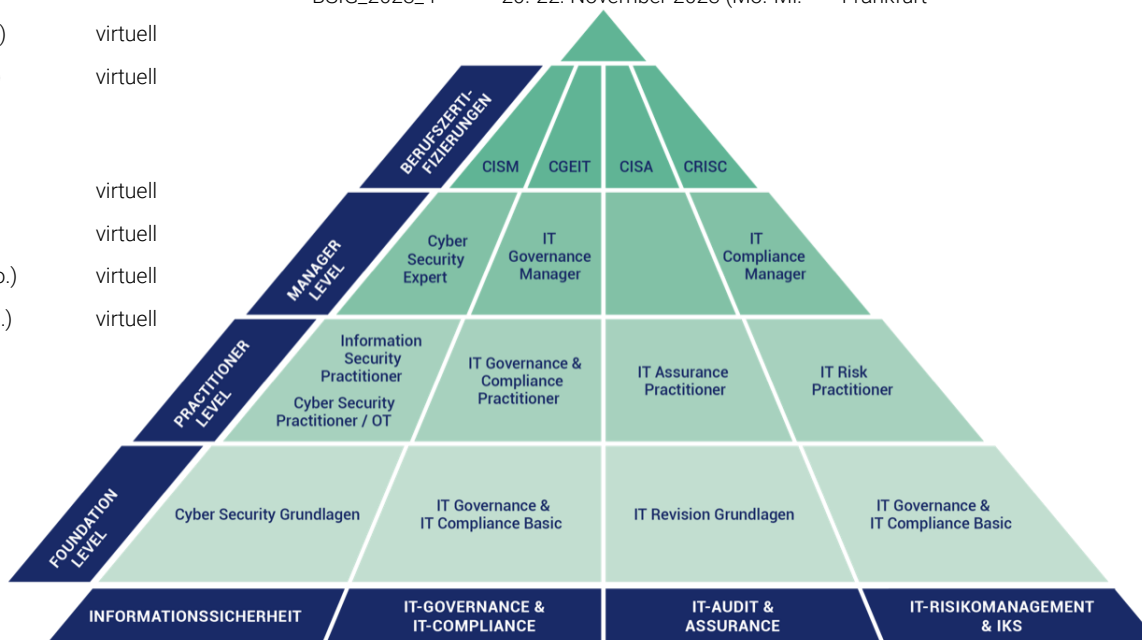 virtuell
virtuell
virtuell
virtuell
virtuell
virtuell
BERUFSZERTI-
FIZIERUNGEN
CISM
CGEIT
CISA
CRISC
MANAGER
LEVEL
Cyber
Security
Expert
IT
Governance
Manager
IT
Compliance
Manager
PRACTITIONER
LEVEL
Information
Security
Practitioner
Cyber Security
Practitioner / OT
IT Governance &
Compliance
Practitioner
IT Assurance
Practitioner
IT Risk
Practitioner
FOUNDATION
LEVEL
Cyber Security Grundlagen
IT Governance &
IT Compliance Basic
IT Revision Grundlagen
IT Governance &
IT Compliance Basic
INFORMATIONSSICHERHEIT
IT-GOVERNANCE &
IT-COMPLIANCE
IT-AUDIT &
ASSURANCE
IT-RISIKOMANAGEMENT
& IKS